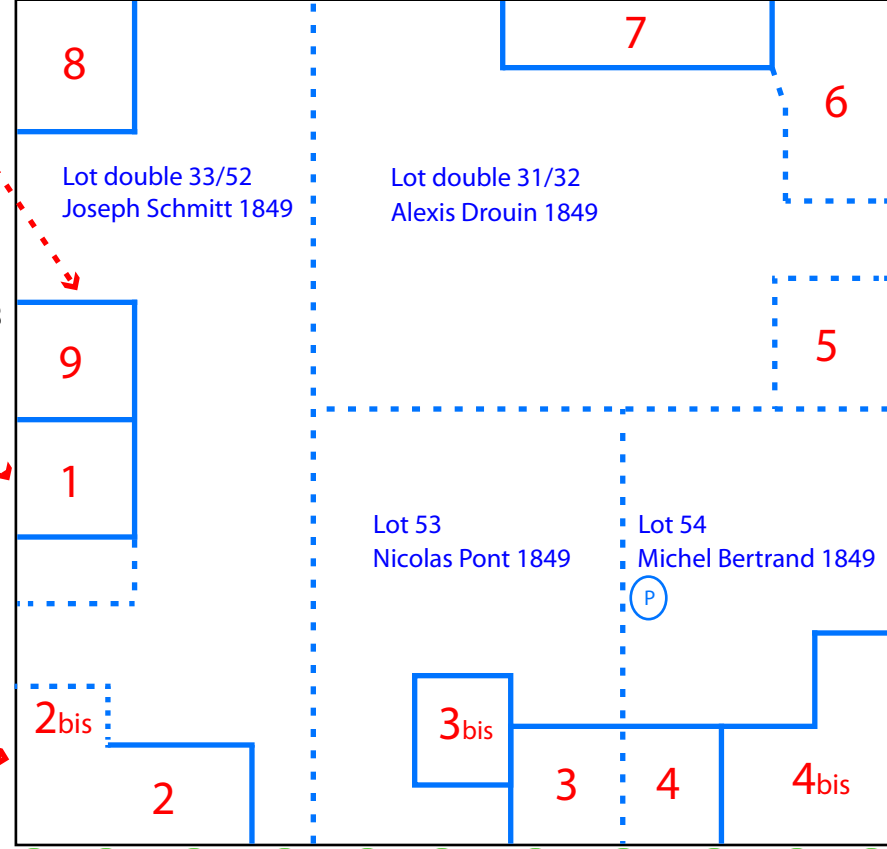 7
8
6
Lot double 33/52
Joseph Schmitt 1849
Lot double 31/32
Alexis Drouin 1849
9
5
1
Lot 53
Nicolas Pont 1849
Lot 54
Michel Bertrand 1849
P
2bis
3bis
2
3
4
4bis